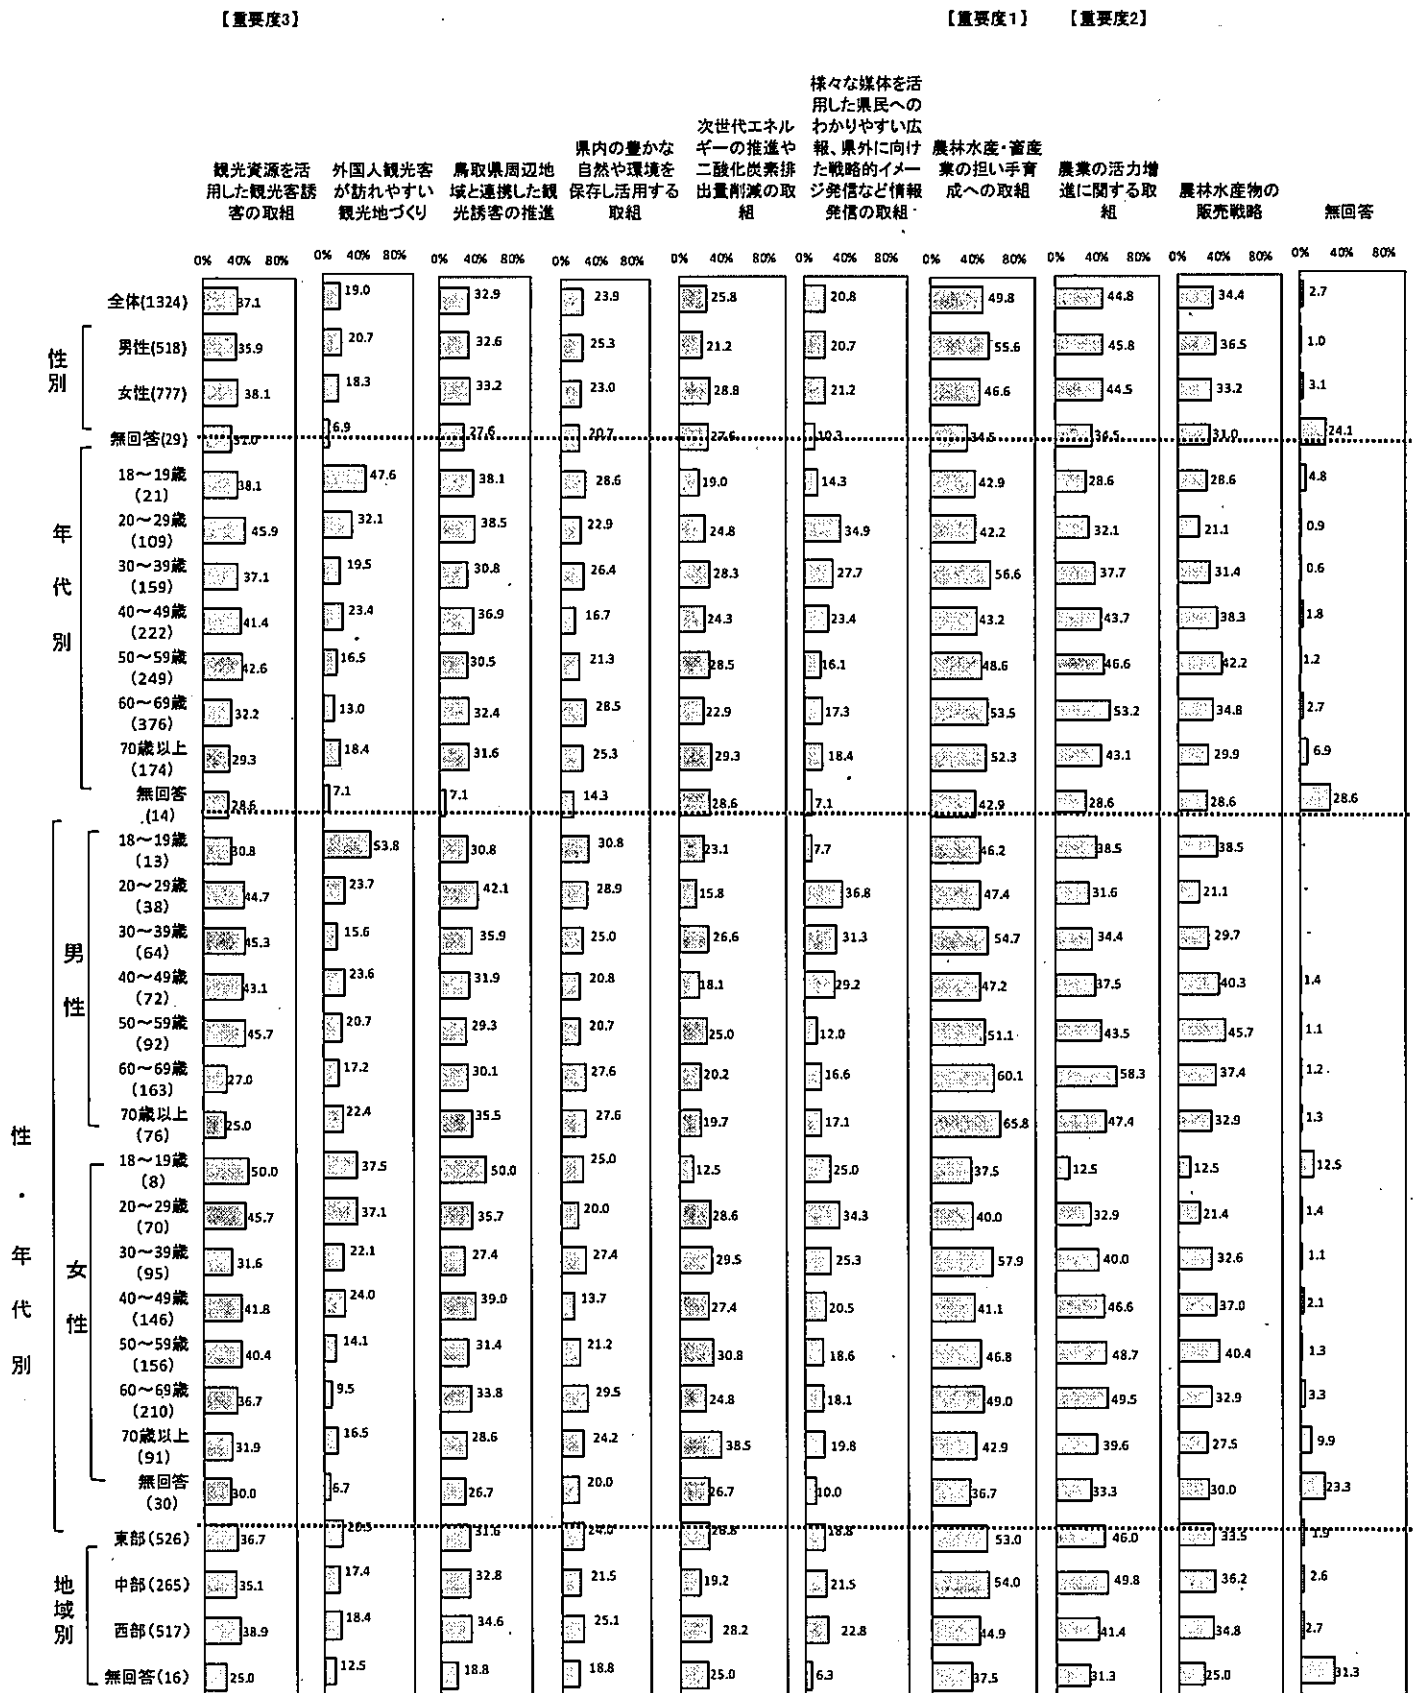 【重要度3】 【重要度1】 【重要度2】
観光資源を活
用した観光客誘
客の取組
外国人観光客
が訪れやすい
観光地づくり
鳥取県周辺地
域と連携した観
光誘客の推進
県内の豊かな
自然や環境を
保存し活用する
取組
次世代エネル
ギーの推進や
二酸化炭素排
出量削減の取
組
様々な媒体を活
用した県民への
わかりやすい広
報、県外に向け
た戦略的イメー
ジ発信など情報
発信の取組
農林水産・畜産
業の担い手育
成への取組
農業の活力増
進に関する取
組
農林水産物の
販売戦略
無回答
0% 40% 80% 0% 40% 80% 0% 40% 80% 0% 40% 80% 0% 40% 80% 0% 40% 80% 0% 40% 80% 0% 40% 80% 0% 40% 80% 0% 40% 80%
全体(1324) 37.1 19.0 32.9 23.9 25.8 20.8 49.8 44.8 34.4 2.7
性別
男性(518) 35.9 20.7 32.6 25.3 21.2 20.7 55.6 45.8 36.5 1.0
女性(777) 38.1 18.3 33.2 23.0 28.8 21.2 46.6 44.5 33.2 3.1
無回答(29) 31.0 6.9 27.6 20.7 27.6 10.3 34.5 34.5 31.0 24.1
年代別
18～19歳
(21) 38.1 47.6 38.1 28.6 19.0 14.3 42.9 28.6 28.6 4.8
20～29歳
(109) 45.9 32.1 38.5 22.9 24.8 34.9 42.2 32.1 21.1 0.9
30～39歳
(159) 37.1 19.5 30.8 26.4 28.3 27.7 56.6 37.7 31.4 0.6
40～49歳
(222) 41.4 23.4 36.9 16.7 24.3 23.4 43.2 43.7 38.3 1.8
50～59歳
(249) 42.6 16.5 30.5 21.3 28.5 16.1 48.6 46.6 42.2 1.2
60～69歳
(376) 32.2 13.0 32.4 28.5 22.9 17.3 53.5 53.2 34.8 2.7
70歳以上
(174) 29.3 18.4 31.6 25.3 29.3 18.4 52.3 43.1 29.9 6.9
無回答
(14) 28.6 7.1 7.1 14.3 28.6 7.1 42.9 28.6 28.6 28.6
性・年代別
男性
18～19歳
(13) 30.8 53.8 30.8 30.8 23.1 7.7 46.2 38.5 38.5
20～29歳
(38) 44.7 23.7 42.1 28.9 15.8 36.8 47.4 31.6 21.1 -
30～39歳
(64) 45.3 15.6 35.9 25.0 26.6 31.3 54.7 34.4 29.7 -
40～49歳
(72) 43.1 23.6 31.9 20.8 18.1 29.2 47.2 37.5 40.3 1.4
50～59歳
(92) 45.7 20.7 29.3 20.7 25.0 12.0 51.1 43.5 45.7 1.1
60～69歳
(163) 27.0 17.2 30.1 27.6 20.2 16.6 60.1 58.3 37.4 1.2
70歳以上
(76) 25.0 22.4 35.5 27.6 19.7 17.1 65.8 47.4 32.9 1.3
女性
18～19歳
(8) 50.0 37.5 50.0 25.0 12.5 25.0 37.5 12.5 12.5 12.5
20～29歳
(70) 45.7 37.1 35.7 20.0 28.6 34.3 40.0 32.9 21.4 1.4
30～39歳
(95) 31.6 22.1 27.4 27.4 29.5 25.3 57.9 40.0 32.6 1.1
40～49歳
(146) 41.8 24.0 39.0 13.7 27.4 20.5 41.1 46.6 37.0 2.1
50～59歳
(156) 40.4 14.1 31.4 21.2 30.8 18.6 46.8 48.7 40.4 1.3
60～69歳
(210) 36.7 9.5 33.8 29.5 24.8 18.1 49.0 49.5 32.9 3.3
70歳以上
(91) 31.9 16.5 28.6 24.2 38.5 19.8 42.9 39.6 27.5 9.9
無回答
(30) 30.0 6.7 26.7 20.0 26.7 10.0 36.7 33.3 30.0 23.3
地域別
東部(526) 36.7 31.6 24.0 18.8 53.0 46.0 33.5 1.9
中部(265) 35.1 17.4 32.8 21.5 19.2 21.5 54.0 49.8 36.2 2.6
西部(517) 38.9 18.4 34.6 25.1 28.2 22.8 44.9 41.4 34.8 2.7
無回答(16) 25.0 12.5 18.8 18.8 25.0 6.3 37.5 31.3 25.0 31.3